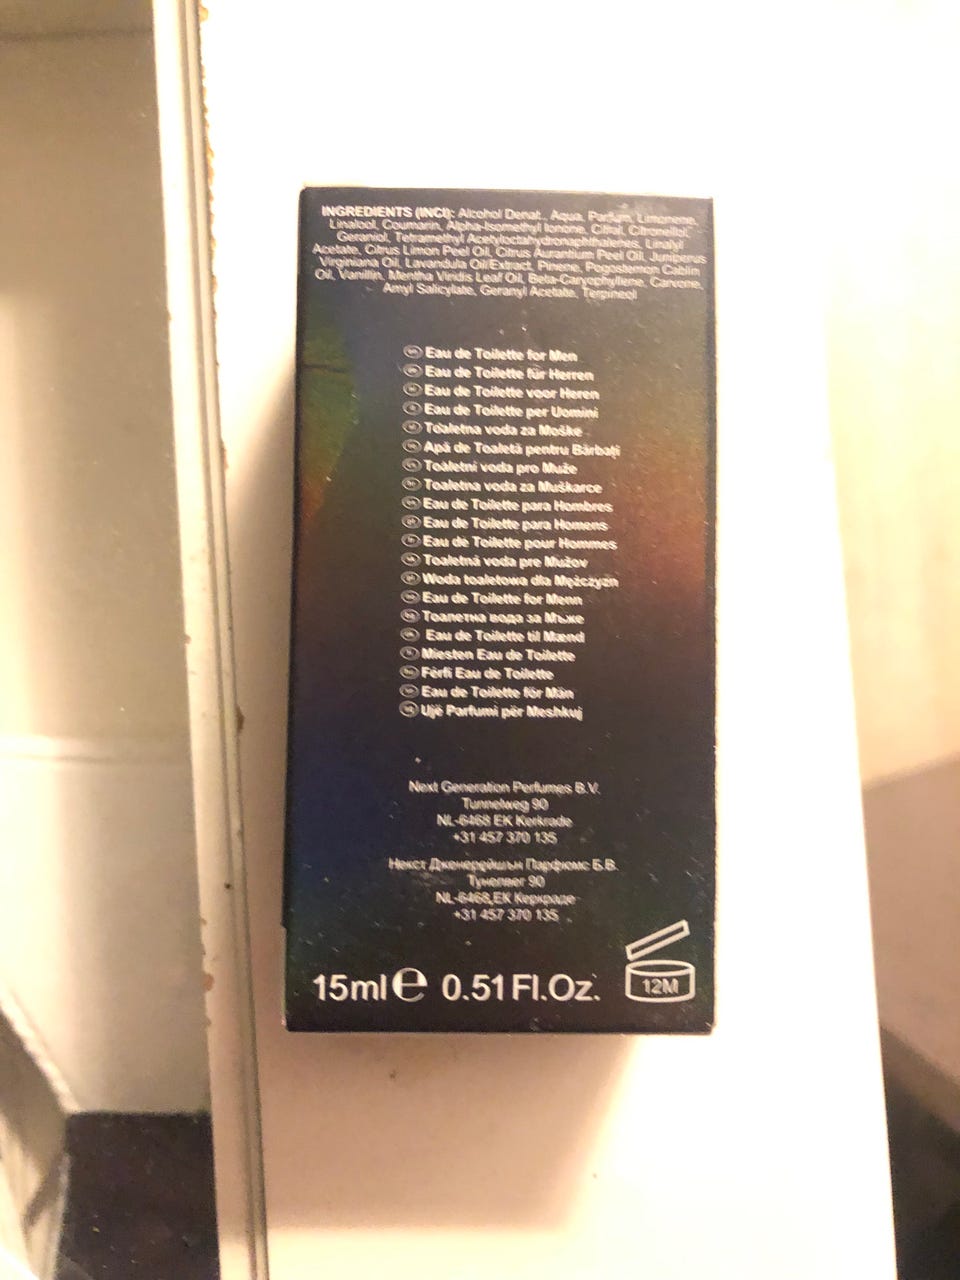 INGREDIENTS (INCI): Alcohol Denat., Aqua, Parfum, Limonene,
Linalool, Coumarin, Alpha-Isomethyl Ionone, Citral, Citronellol,
Geraniol, Tetramethyl Acetyloctahydronaphthalenes, Linalyl
Acetate, Citrus Limon Peel Oil, Citrus Aurantium Peel Oil, Juniperus
Virginiana Oil, Lavandula Oil/Extract, Pinene, Pogostemon Cablin
Oil, Vanillin, Mentha Viridis Leaf Oil, Beta-Caryophyllene, Carvone,
Amyl Salicylate, Geranyl Acetate, Terpineol
Eau de Toilette for Men
Eau de Toilette für Herren
Eau de Toilette voor Heren
Eau de Toilette per Uomini
Toaletna voda za Moške
Apă de Toaletă pentru Bărbaţi
Toaletní voda pro Muže
Toaletna voda za Muškarce
Eau de Toilette para Hombres
Eau de Toilette para Homens
Eau de Toilette pour Hommes
Toaletná voda pre Mužov
Woda toaletowa dla Mężczyzn
Eau de Toilette for Menn
Тоалетна вода за Мъже
Eau de Toilette til Mænd
Miesten Eau de Toilette
Férfi Eau de Toilette
Eau de Toilette för Män
Ujë Parfumi për Meshkuj
Next Generation Perfumes B.V.
Tunnelweg 90
NL-6468 EK Kerkrade
+31 457 370 135
Некст Дженерейшън Парфюмс Б.В.
Тунелвег 90
NL-6468 EK Керкраде
+31 457 370 135
15ml e 0.51 Fl.Oz.
12M